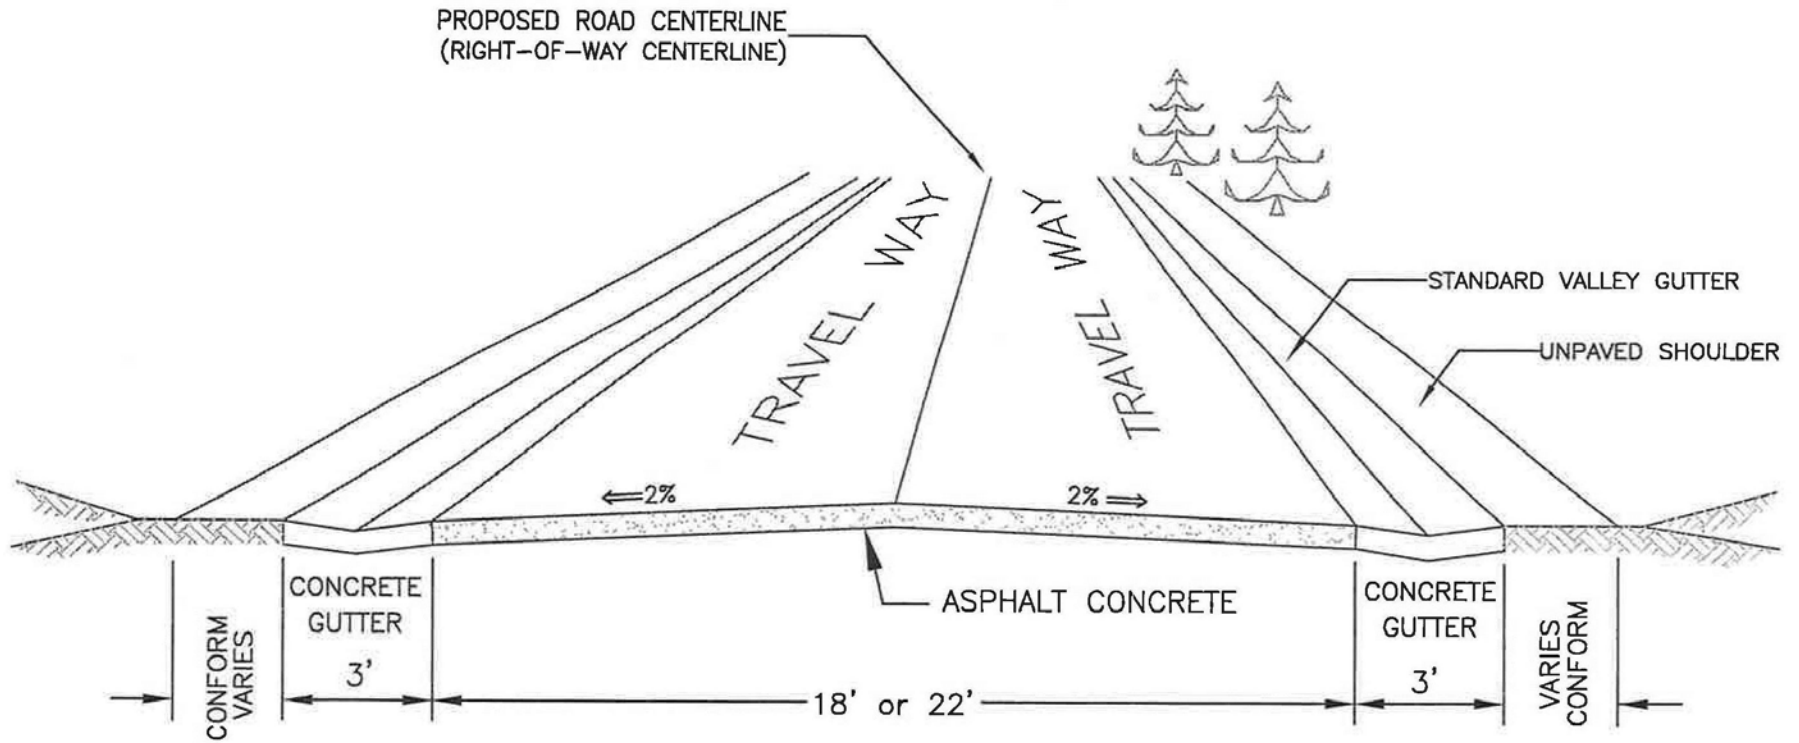 PROPOSED ROAD CENTERLINE
(RIGHT-OF-WAY CENTERLINE)
TRAVEL WAY
TRAVEL WAY
STANDARD VALLEY GUTTER
UNPAVED SHOULDER
2%
2%
ASPHALT CONCRETE
CONFORM
VARIES
CONCRETE
GUTTER
3'
18' or 22'
CONCRETE
GUTTER
3'
VARIES
CONFORM